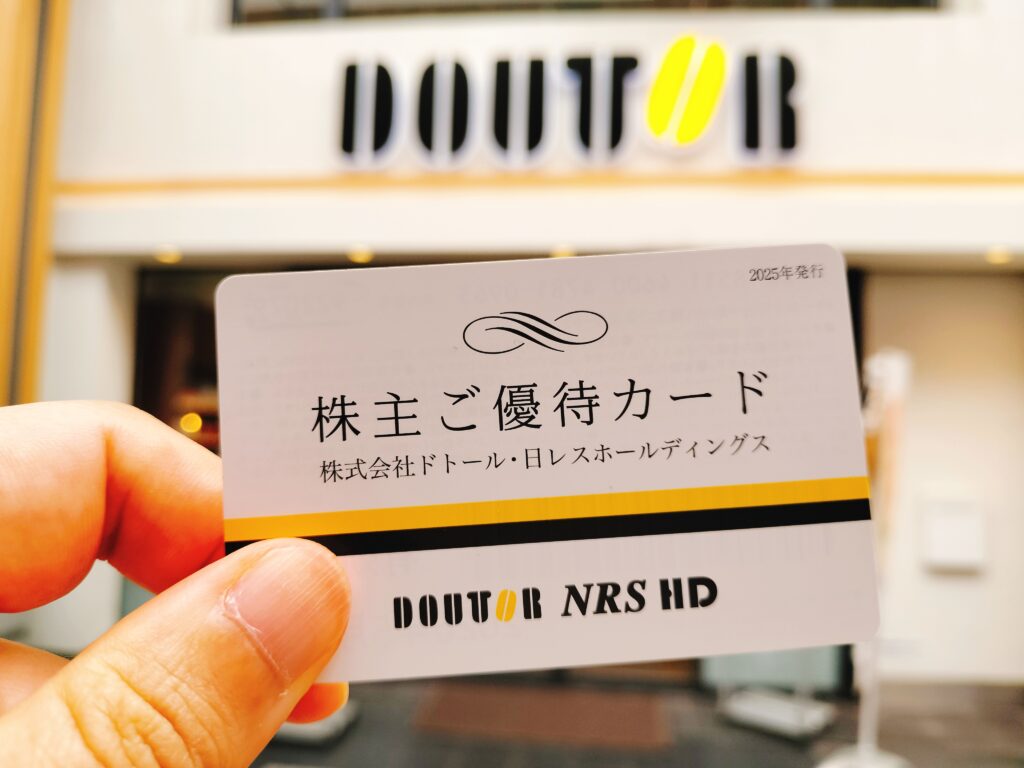 DOUTOR
2025年発行
株主ご優待カード
株式会社ドトール・日レスホールディングス
DOUTOR NRS HD